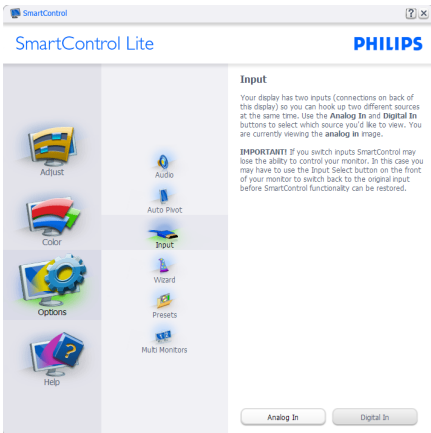 SmartControl
SmartControl Lite
PHILIPS
Adjust
Color
Options
Help
Audio
Auto Pivot
Input
Wizard
Presets
Multi Monitors
Input
Your display has two inputs (connections on back of
this display) so you can hook up two different sources
at the same time. Use the Analog In and Digital In
buttons to select which source you'd like to view. You
are currently viewing the analog in image.
IMPORTANT! If you switch inputs SmartControl may
lose the ability to control your monitor. In this case you
may have to use the Input Select button on the front
of your monitor to switch back to the original input
before SmartControl functionality can be restored.
Analog In
Digital In